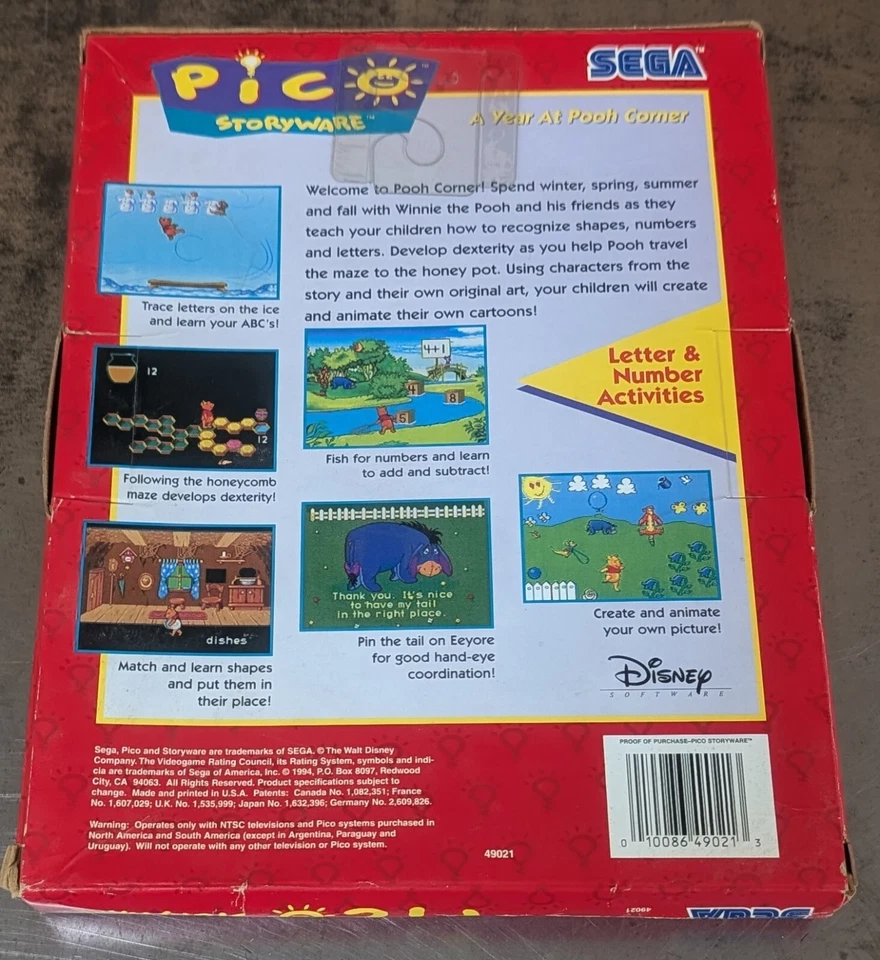 PICO
STORYWARE™
SEGA™
A Year At Pooh Corner
Welcome to Pooh Corner! Spend winter, spring, summer
and fall with Winnie the Pooh and his friends as they
teach your children how to recognize shapes, numbers
and letters. Develop dexterity as you help Pooh travel
the maze to the honey pot. Using characters from the
story and their own original art, your children will create
and animate their own cartoons!
Trace letters on the ice
and learn your ABC's!
12
12
Following the honeycomb
maze develops dexterity!
4+1
4
8
5
Fish for numbers and learn
to add and subtract!
Letter &
Number
Activities
dishes
Match and learn shapes
and put them in
their place!
Thank you. It's nice
to have my tail
in the right place.
Pin the tail on Eeyore
for good hand-eye
coordination!
Create and animate
your own picture!
Disney
SOFTWARE
Sega, Pico and Storyware are trademarks of SEGA. © The Walt Disney
Company. The Videogame Rating Council, its Rating System, symbols and indi-
cia are trademarks of Sega of America, Inc. © 1994, P.O. Box 8097, Redwood
City, CA 94063. All Rights Reserved. Product specifications subject to
change. Made and printed in U.S.A. Patents: Canada No. 1,082,351; France
No. 1,607,029; U.K. No. 1,535,999; Japan No. 1,632,396; Germany No. 2,609,826.
Warning: Operates only with NTSC televisions and Pico systems purchased in
North America and South America (except in Argentina, Paraguay and
Uruguay). Will not operate with any other television or Pico system.
49021
PROOF OF PURCHASE–PICO STORYWARE™
0 10086 49021 3
49021
SEGA